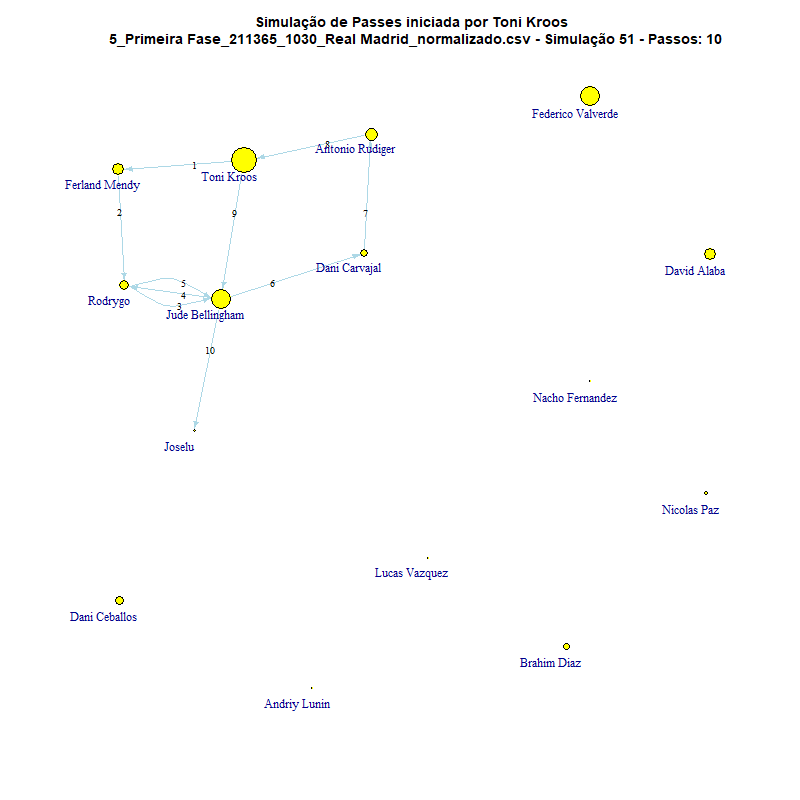 Simulação de Passes iniciada por Toni Kroos
5_Primeira Fase_211365_1030_Real Madrid_normalizado.csv - Simulação 51 - Passos: 10
Federico Valverde
8
Antonio Rudiger
1
Toni Kroos
Ferland Mendy
2
9
7
Dani Carvajal
David Alaba
5
6
4
Rodrygo
3
Jude Bellingham
10
Nacho Fernandez
Joselu
Nicolas Paz
Lucas Vazquez
Dani Ceballos
Brahim Diaz
Andriy Lunin